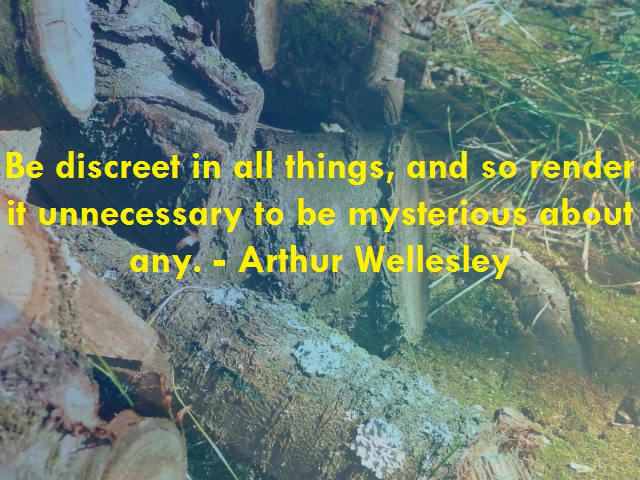 Be discreet in all things, and so render
it unnecessary to be mysterious about
any. - Arthur Wellesley